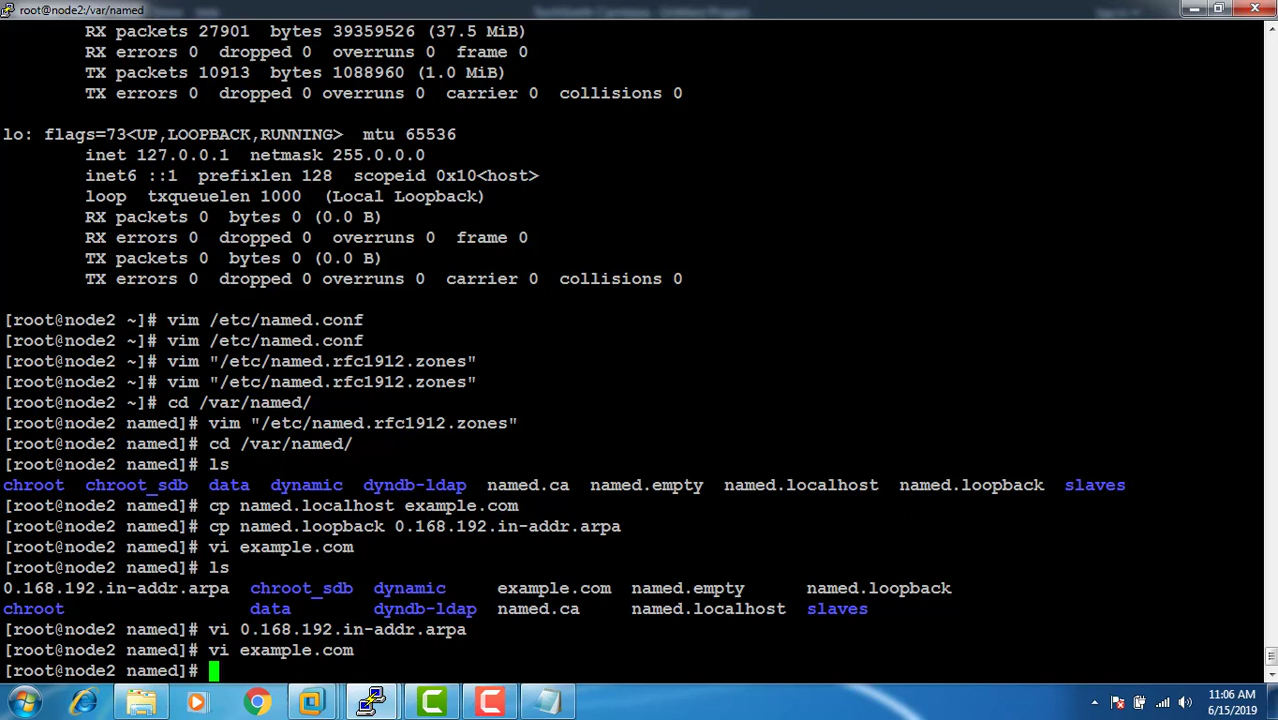 root@node2:/var/named
RX packets 27901  bytes 39359526 (37.5 MiB)
RX errors 0  dropped 0  overruns 0  frame 0
TX packets 10913  bytes 1088960 (1.0 MiB)
TX errors 0  dropped 0 overruns 0  carrier 0  collisions 0
lo: flags=73<UP,LOOPBACK,RUNNING>  mtu 65536
inet 127.0.0.1  netmask 255.0.0.0
inet6 ::1  prefixlen 128  scopeid 0x10<host>
loop  txqueuelen 1000  (Local Loopback)
RX packets 0  bytes 0 (0.0 B)
RX errors 0  dropped 0  overruns 0  frame 0
TX packets 0  bytes 0 (0.0 B)
TX errors 0  dropped 0 overruns 0  carrier 0  collisions 0
[root@node2 ~]# vim /etc/named.conf
[root@node2 ~]# vim /etc/named.conf
[root@node2 ~]# vim "/etc/named.rfc1912.zones"
[root@node2 ~]# vim "/etc/named.rfc1912.zones"
[root@node2 ~]# cd /var/named/
[root@node2 named]# vim "/etc/named.rfc1912.zones"
[root@node2 named]# cd /var/named/
[root@node2 named]# ls
chroot  chroot_sdb  data  dynamic  dyndb-ldap  named.ca  named.empty  named.localhost  named.loopback  slaves
[root@node2 named]# cp named.localhost example.com
[root@node2 named]# cp named.loopback 0.168.192.in-addr.arpa
[root@node2 named]# vi example.com
[root@node2 named]# ls
0.168.192.in-addr.arpa  chroot_sdb  dynamic  example.com  named.empty  named.loopback
chroot  data  dyndb-ldap  named.ca  named.localhost  slaves
[root@node2 named]# vi 0.168.192.in-addr.arpa
[root@node2 named]# vi example.com
[root@node2 named]#
11:06 AM
6/15/2019